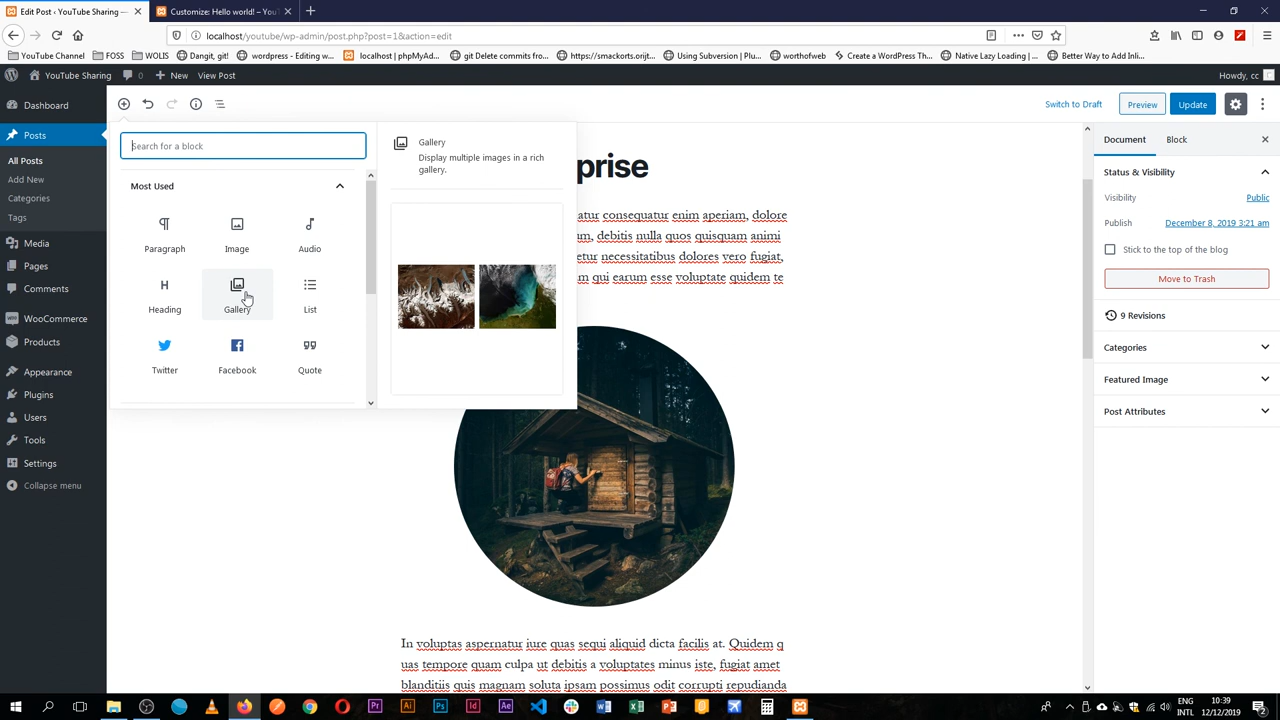 Edit Post ‹ YouTube Sharing —
Customize: Hello world! – You
localhost/youtube/wp-admin/post.php?post=1&action=edit
YouTube Channel
FOSS
WOLIS
Dangit, git!
wordpress - Editing w…
localhost | phpMyAd…
git Delete commits fro…
https://smackorts.orijt…
Using Subversion | Plu…
worthofweb
Create a WordPress Th…
Native Lazy Loading | …
Better Way to Add Inli…
YouTube Sharing
0
New
View Post
Howdy, cc
Dashboard
Posts
All Posts
Add New
Categories
Tags
Media
Pages
Comments
WooCommerce
Products
Appearance
Plugins
Users
Tools
Settings
Collapse menu
Switch to Draft
Preview
Update
Search for a block
Most Used
Paragraph
Image
Audio
Heading
Gallery
List
Twitter
Facebook
Quote
Gallery
Display multiple images in a rich
gallery.
rprise
atur consequatur enim aperiam, dolore
um, debitis nulla quos quisquam animi
etur necessitatibus dolores vero fugiat,
m qui earum esse voluptate quidem te
In voluptas aspernatur iure quas sequi aliquid dicta facilis at. Quidem q
uas tempore quam culpa ut debitis a voluptates minus iste, fugiat amet
blanditiis quis magnam soluta ipsam possimus odit corrupti repudianda
Document
Block
Status & Visibility
Visibility
Public
Publish
December 8, 2019 3:21 am
Stick to the top of the blog
Move to Trash
9 Revisions
Categories
Featured Image
Post Attributes
ENG
INTL
10:39
12/12/2019